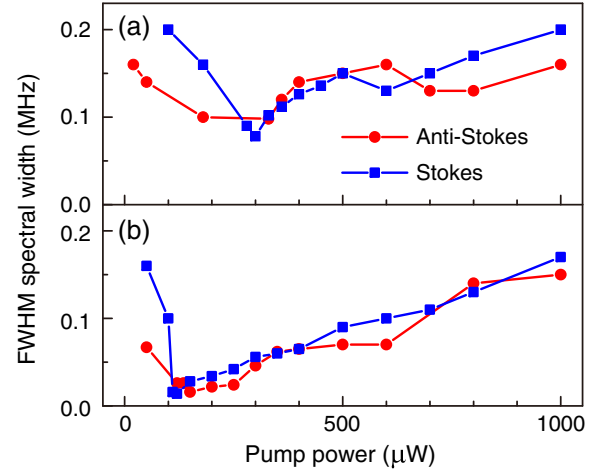 (a)
0.2
0.1
0.0
Anti-Stokes
Stokes
(b)
0.2
0.1
0.0
0
500
1000
FWHM spectral width (MHz)
Pump power (μW)